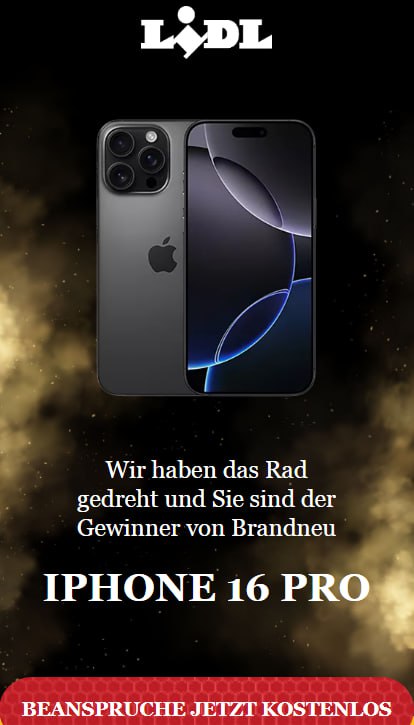 LiDL
Wir haben das Rad
gedreht und Sie sind der
Gewinner von Brandneu
IPHONE 16 PRO
BEANSPRUCHE JETZT KOSTENLOS